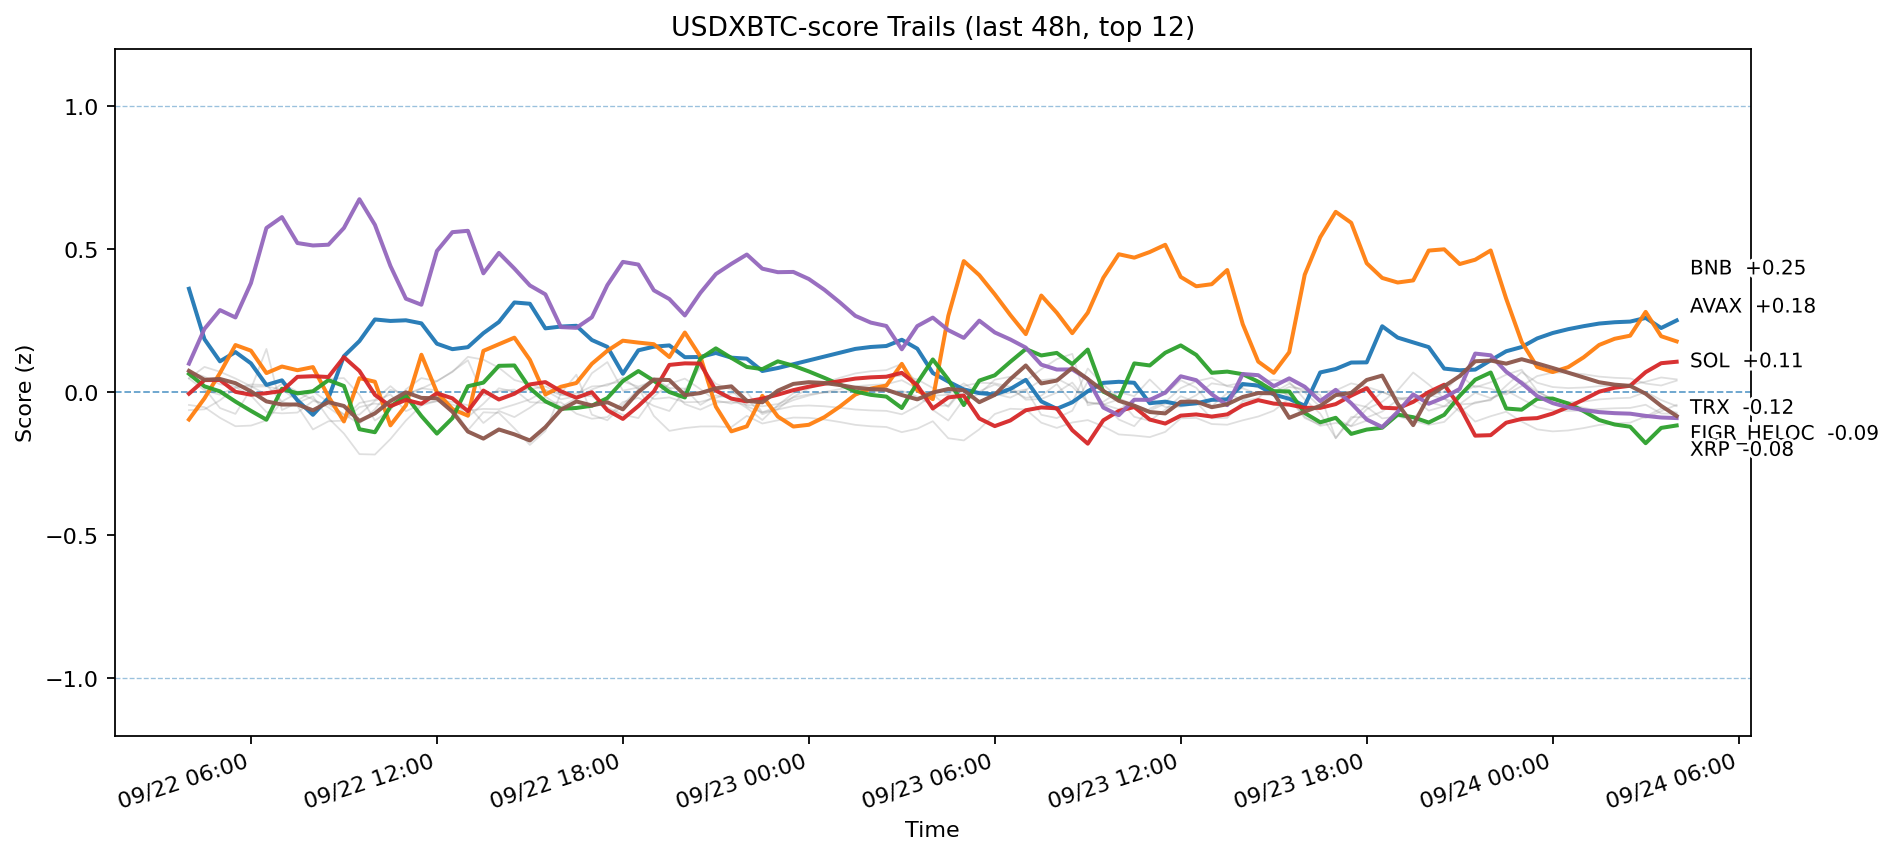 USDXBTC-score Trails (last 48h, top 12)
Score (z)
1.0
0.5
0.0
−0.5
−1.0
BNB +0.25
AVAX +0.18
SOL +0.11
TRX -0.12
FIGR_HELOC -0.09
XRP -0.08
09/22 06:00
09/22 12:00
09/22 18:00
09/23 00:00
09/23 06:00
09/23 12:00
09/23 18:00
09/24 00:00
09/24 06:00
Time